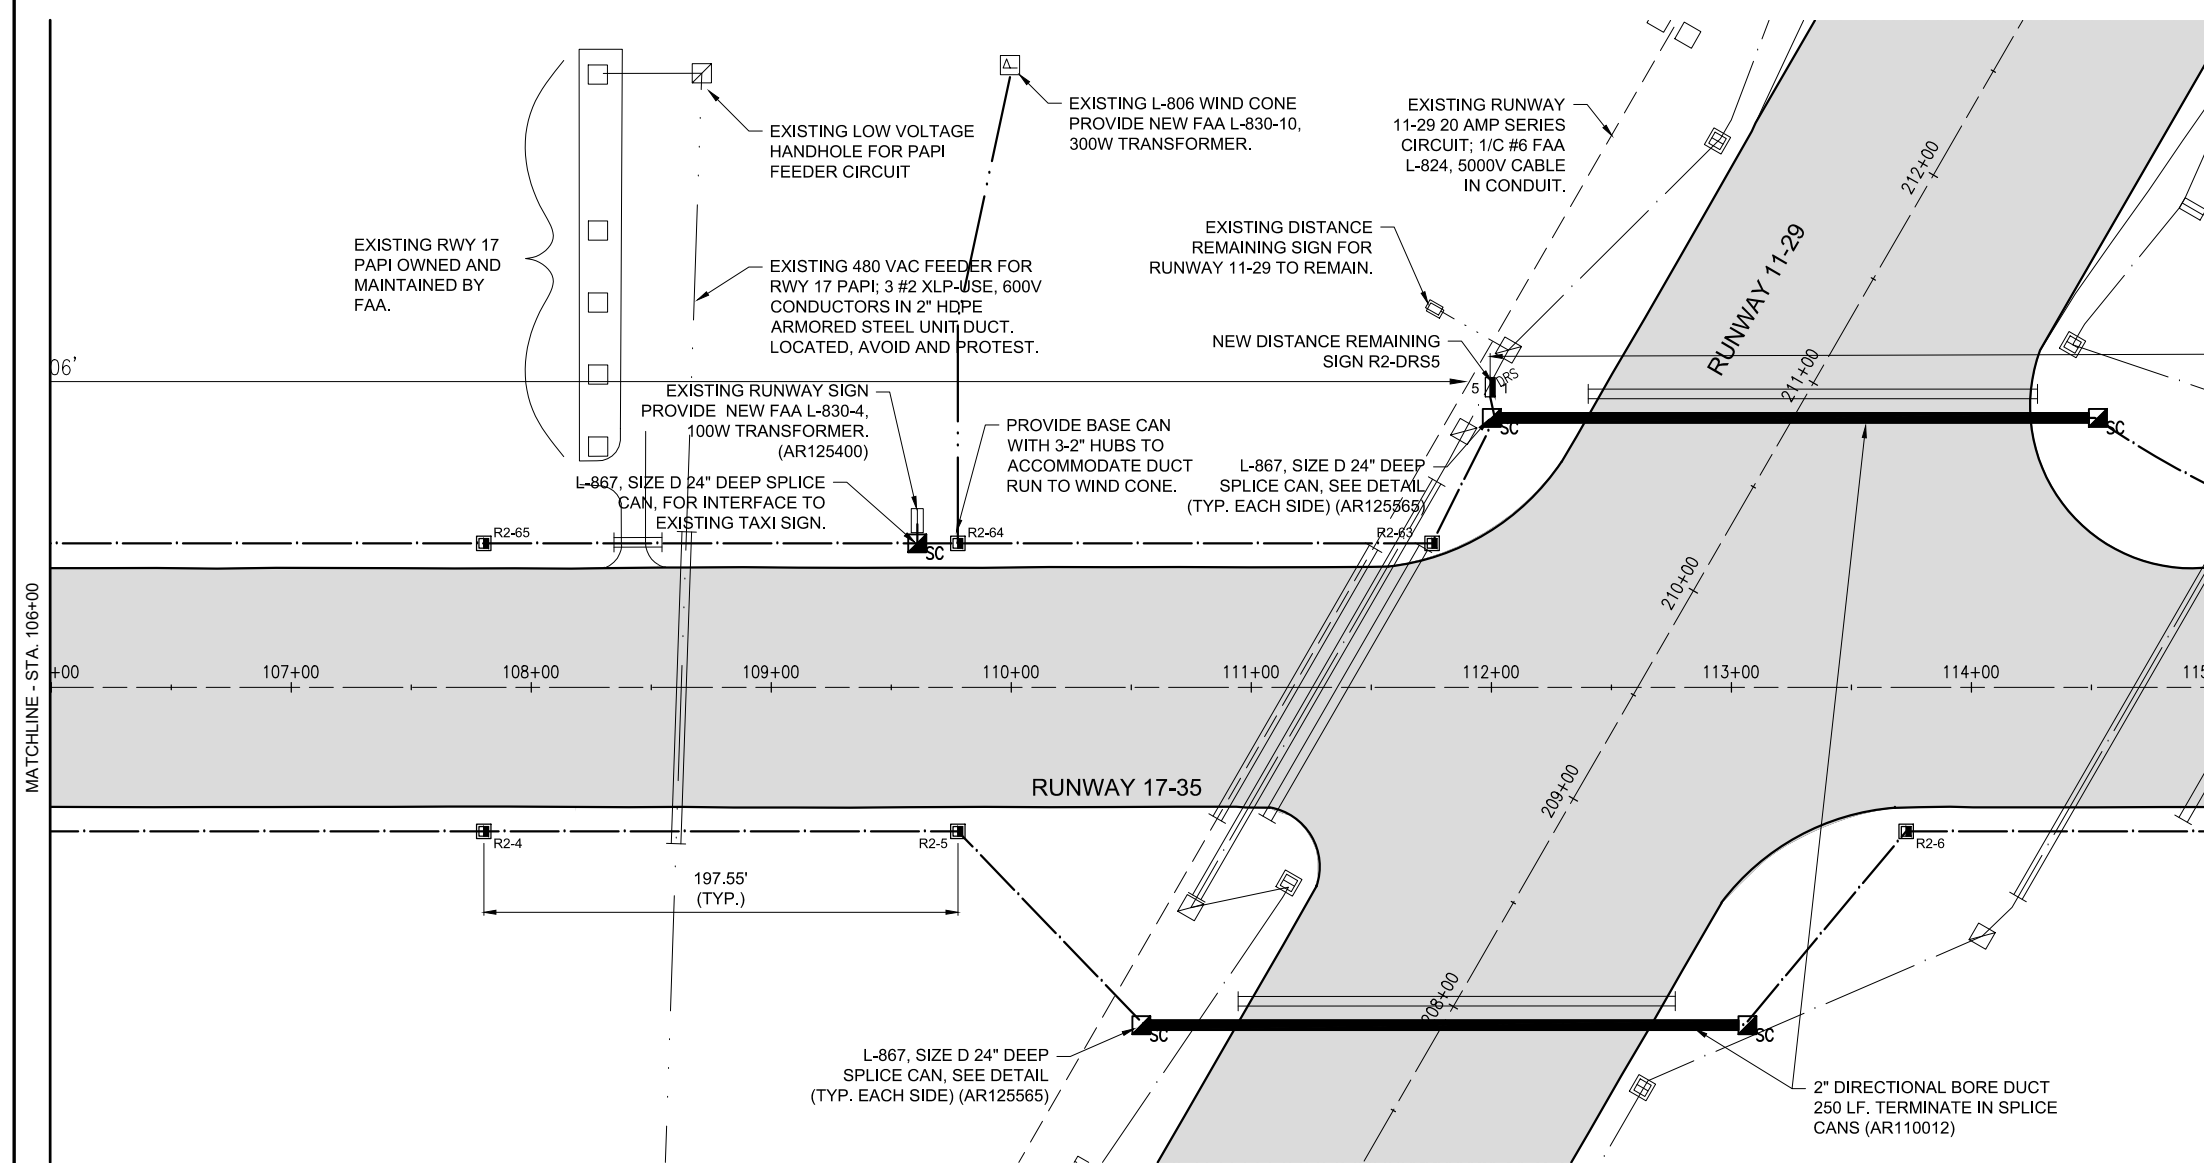 EXISTING LOW VOLTAGE
HANDHOLE FOR PAPI
FEEDER CIRCUIT
EXISTING L-806 WIND CONE
PROVIDE NEW FAA L-830-10,
300W TRANSFORMER.
EXISTING RUNWAY
11-29 20 AMP SERIES
CIRCUIT; 1/C #6 FAA
L-824, 5000V CABLE
IN CONDUIT.
212+00
EXISTING RWY 17
PAPI OWNED AND
MAINTAINED BY
FAA.
EXISTING 480 VAC FEEDER FOR
RWY 17 PAPI; 3 #2 XLP-USE, 600V
CONDUCTORS IN 2" HDPE
ARMORED STEEL UNIT DUCT.
LOCATED, AVOID AND PROTEST.
EXISTING DISTANCE
REMAINING SIGN FOR
RUNWAY 11-29 TO REMAIN.
RUNWAY 11-29
NEW DISTANCE REMAINING
SIGN R2-DRS5
06'
5
DRS
211+00
EXISTING RUNWAY SIGN
PROVIDE NEW FAA L-830-4,
100W TRANSFORMER.
(AR125400)
PROVIDE BASE CAN
WITH 3-2" HUBS TO
ACCOMMODATE DUCT
RUN TO WIND CONE.
SC
SC
L-867, SIZE D 24" DEEP SPLICE
CAN, FOR INTERFACE TO
EXISTING TAXI SIGN.
L-867, SIZE D 24" DEEP
SPLICE CAN, SEE DETAIL
(TYP. EACH SIDE) (AR125565)
R2-65
SC
R2-64
R2-63
210+00
MATCHLINE - STA. 106+00
+00
107+00
108+00
109+00
110+00
111+00
112+00
113+00
114+00
115
RUNWAY 17-35
209+00
R2-4
R2-5
R2-6
197.55'
(TYP.)
208+00
SC
SC
L-867, SIZE D 24" DEEP
SPLICE CAN, SEE DETAIL
(TYP. EACH SIDE) (AR125565)
2" DIRECTIONAL BORE DUCT
250 LF. TERMINATE IN SPLICE
CANS (AR110012)